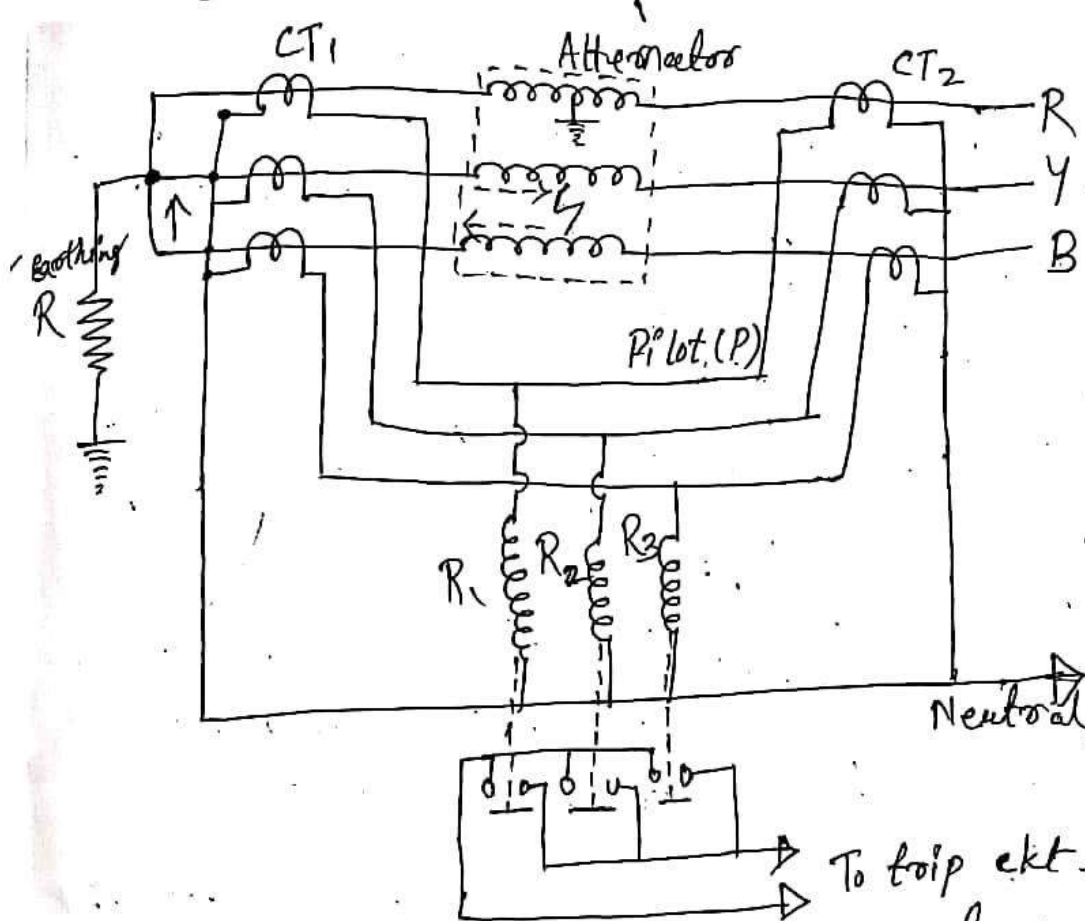 CT1
Alternator
CT2
R
Y
B
Earthing
R
Pilot.(P)
R1
R2
R3
Neutral
To trip ckt.